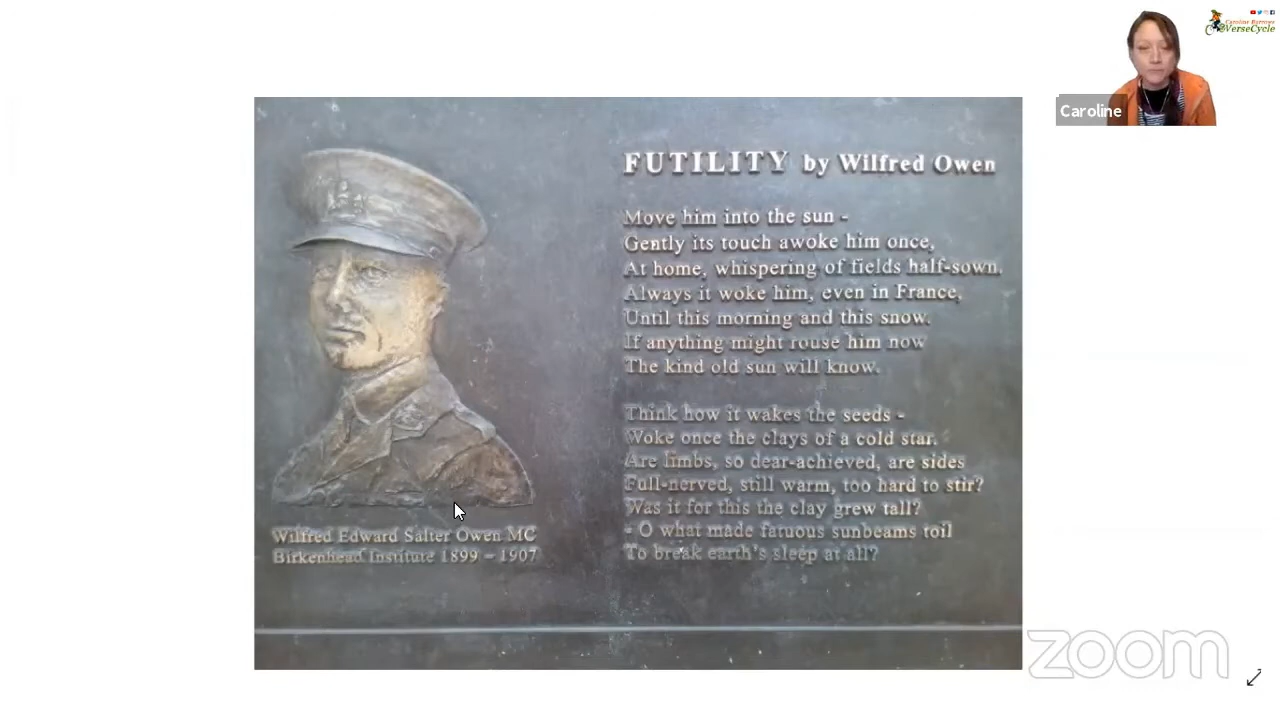 Caroline Burrows
VerseCycle
Caroline
FUTILITY by Wilfred Owen
Move him into the sun -
Gently its touch awoke him once,
At home, whispering of fields half-sown.
Always it woke him, even in France,
Until this morning and this snow.
If anything might rouse him now
The kind old sun will know.
Think how it wakes the seeds -
Woke once the clays of a cold star.
Are limbs, so dear-achieved, are sides
Full-nerved, still warm, too hard to stir?
Was it for this the clay grew tall?
- O what made fatuous sunbeams toil
To break earth's sleep at all?
Wilfred Edward Salter Owen MC
Birkenhead Institute 1899 - 1907
zoom